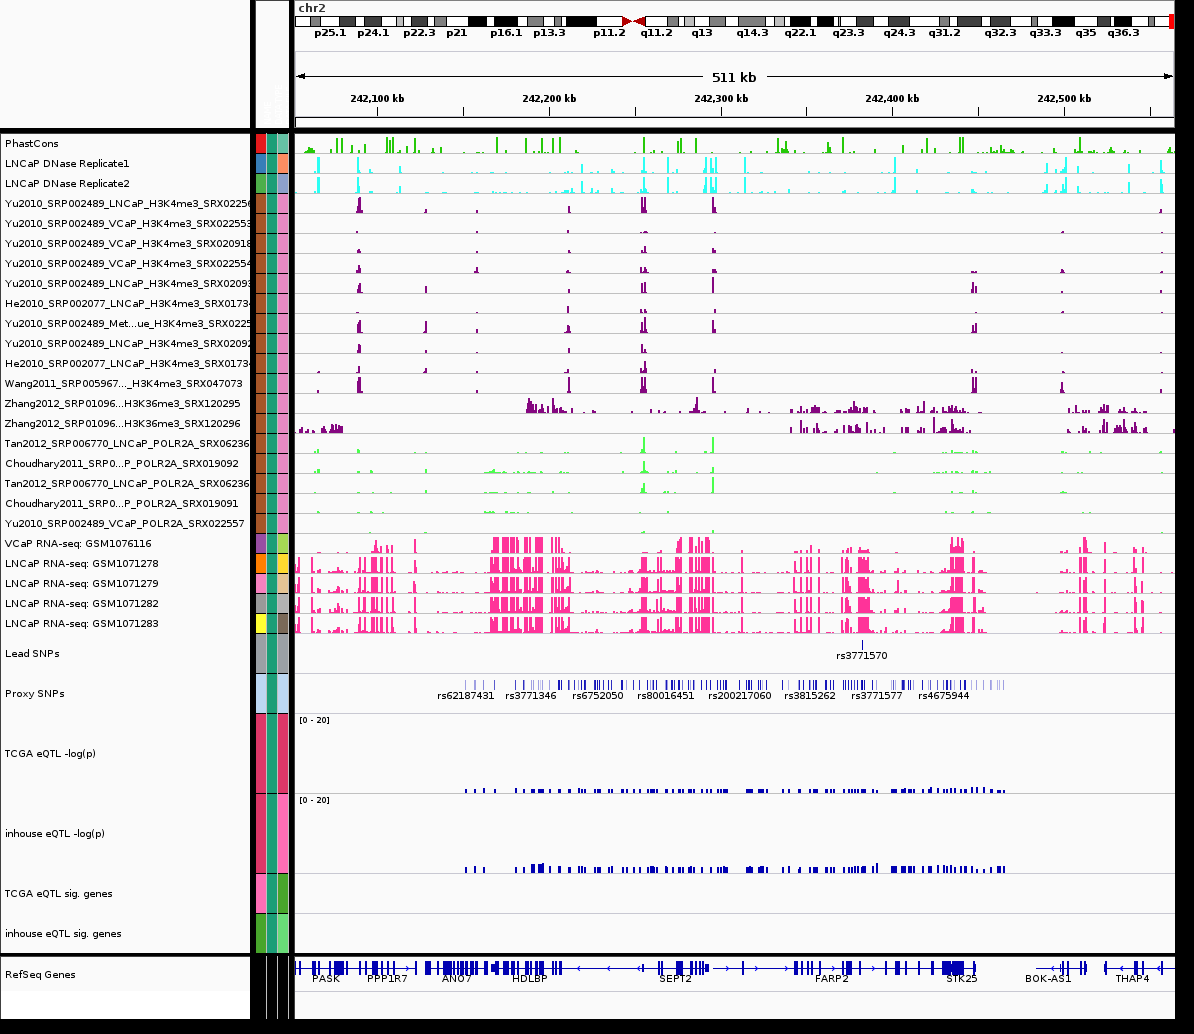 chr2
p25.1 p24.1 p22.3 p21 p16.1 p13.3 p11.2 q11.2 q13 q14.3 q22.1 q23.3 q24.3 q31.2 q32.3 q33.3 q35 q36.3
511 kb
242,100 kb 242,200 kb 242,300 kb 242,400 kb 242,500 kb
PhastCons
LNCaP DNase Replicate1
LNCaP DNase Replicate2
Yu2010_SRP002489_LNCaP_H3K4me3_SRX0225
Yu2010_SRP002489_VCaP_H3K4me3_SRX022553
Yu2010_SRP002489_VCaP_H3K4me3_SRX020918
Yu2010_SRP002489_VCaP_H3K4me3_SRX022554
Yu2010_SRP002489_LNCaP_H3K4me3_SRX0209
He2010_SRP002077_LNCaP_H3K4me3_SRX0173
Yu2010_SRP002489_Met...ue_H3K4me3_SRX0225
Yu2010_SRP002489_LNCaP_H3K4me3_SRX0209
He2010_SRP002077_LNCaP_H3K4me3_SRX0173
Wang2011_SRP005967..._H3K4me3_SRX047073
Zhang2012_SRP01096...H3K36me3_SRX120295
Zhang2012_SRP01096...H3K36me3_SRX120296
Tan2012_SRP006770_LNCaP_POLR2A_SRX06236
Choudhary2011_SRP0...P_POLR2A_SRX019092
Tan2012_SRP006770_LNCaP_POLR2A_SRX06236
Choudhary2011_SRP0...P_POLR2A_SRX019091
Yu2010_SRP002489_VCaP_POLR2A_SRX022557
VCaP RNA-seq: GSM1076116
LNCaP RNA-seq: GSM1071278
LNCaP RNA-seq: GSM1071279
LNCaP RNA-seq: GSM1071282
LNCaP RNA-seq: GSM1071283
Lead SNPs
rs3771570
Proxy SNPs
rs62187431 rs3771346 rs6752050 rs80016451 rs200217060 rs3815262 rs3771577 rs4675944
[0 - 20]
TCGA eQTL -log(p)
[0 - 20]
inhouse eQTL -log(p)
TCGA eQTL sig. genes
inhouse eQTL sig. genes
RefSeq Genes
PASK PPP1R7 ANO7 HDLBP SEPT2 FARP2 STK25 BOK-AS1 THAP4